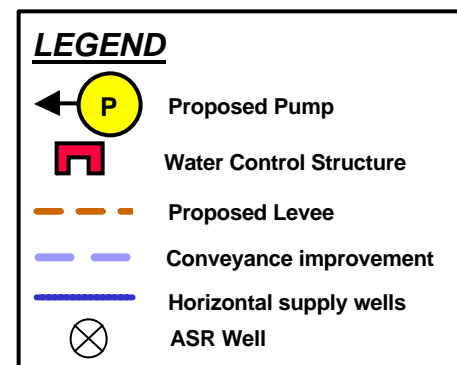 LEGEND
P Proposed Pump
Water Control Structure
Proposed Levee
Conveyance improvement
Horizontal supply wells
ASR Well